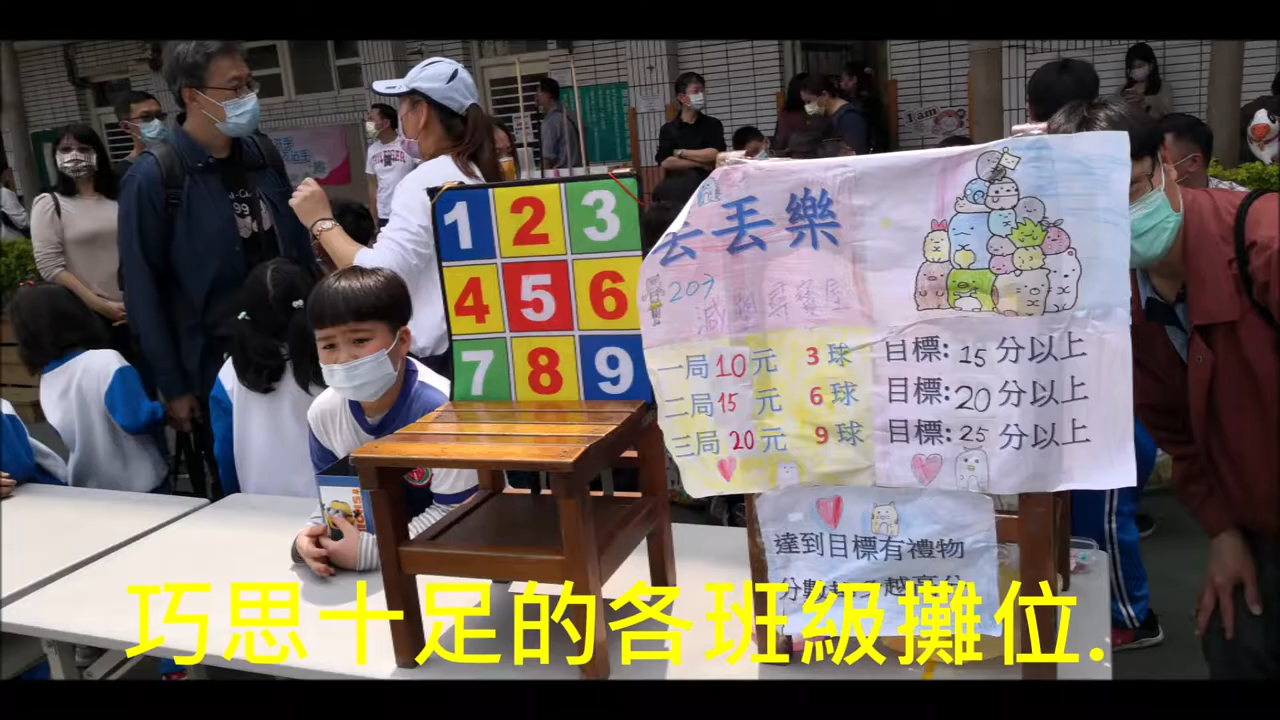 I am
1 2 3
4 5 6
7 8 9
丟丟樂
207
一局10元 3球 目標: 15分以上
二局15元 6球 目標: 20分以上
三局20元 9球 目標: 25分以上
達到目標有禮物
巧思十足的各班級攤位.